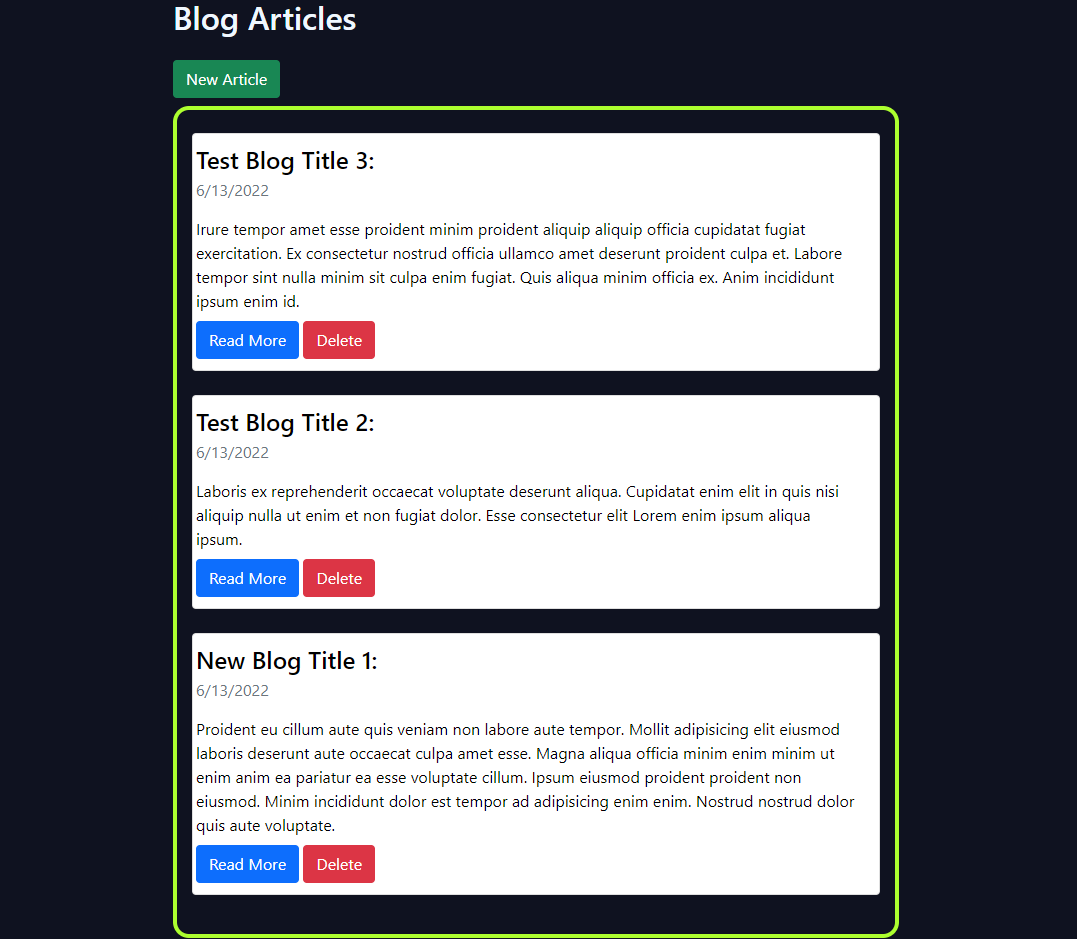 Blog Articles
New Article
Test Blog Title 3:
6/13/2022
Irure tempor amet esse proident minim proident aliquip aliquip officia cupidatat fugiat
exercitation. Ex consectetur nostrud officia ullamco amet deserunt proident culpa et. Labore
tempor sint nulla minim sit culpa enim fugiat. Quis aliqua minim officia ex. Anim incididunt
ipsum enim id.
Read More Delete
Test Blog Title 2:
6/13/2022
Laboris ex reprehenderit occaecat voluptate deserunt aliqua. Cupidatat enim elit in quis nisi
aliquip nulla ut enim et non fugiat dolor. Esse consectetur elit Lorem enim ipsum aliqua
ipsum.
Read More Delete
New Blog Title 1:
6/13/2022
Proident eu cillum aute quis veniam non labore aute tempor. Mollit adipisicing elit eiusmod
laboris deserunt aute occaecat culpa amet esse. Magna aliqua officia minim enim minim ut
enim anim ea pariatur ea esse voluptate cillum. Ipsum eiusmod proident proident non
eiusmod. Minim incididunt dolor est tempor ad adipisicing enim enim. Nostrud nostrud dolor
quis aute voluptate.
Read More Delete